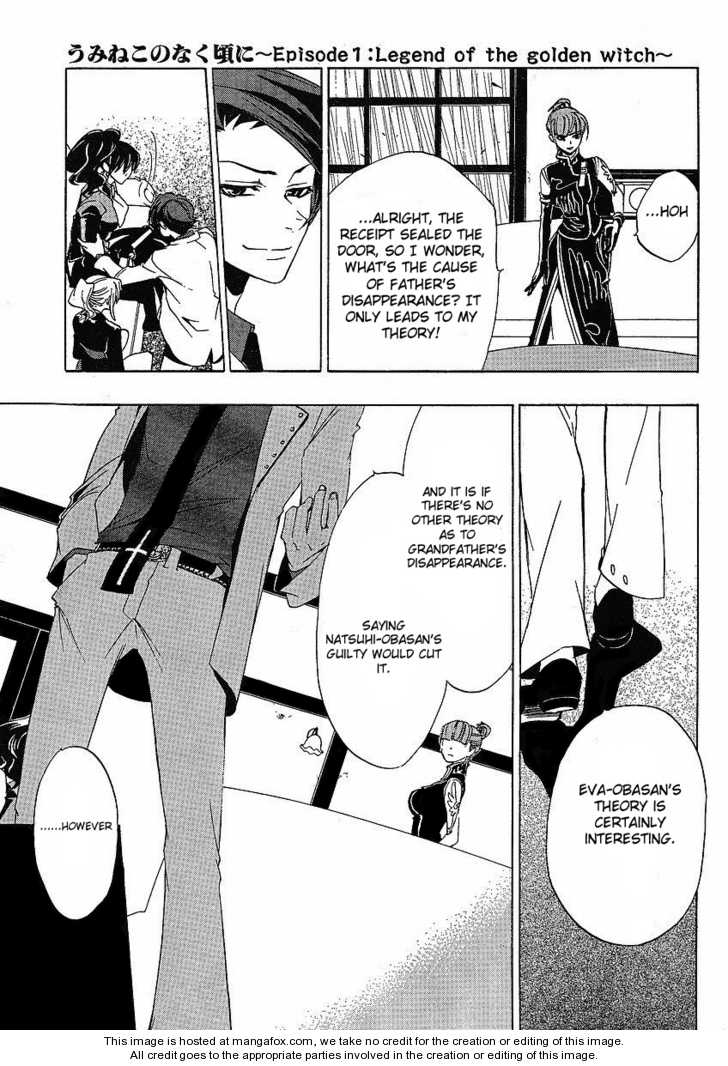 うみねこのなく頃に～Episode1:Legend of the golden witch～
...HOH
...ALRIGHT, THE
RECEIPT SEALED THE
DOOR, SO I WONDER,
WHAT'S THE CAUSE
OF FATHER'S
DISAPPEARANCE? IT
ONLY LEADS TO MY
THEORY!
EVA-OBASAN'S
THEORY IS
CERTAINLY
INTERESTING.
AND IT IS IF
THERE'S NO
OTHER THEORY
AS TO
GRANDFATHER'S
DISAPPEARANCE.
SAYING
NATSUHI-OBASAN'S
GUILTY WOULD CUT
IT.
......HOWEVER
This image is hosted at mangafox.com, we take no credit for the creation or editing of this image.
All credit goes to the appropriate parties involved in the creation or editing of this image.